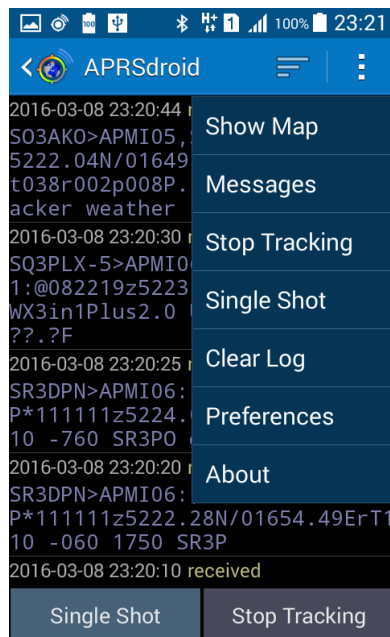 100 1 100% 23:21
APRSdroid
2016-03-08 23:20:44
SO3AKO>APMI05,
5222.04N/01649
t038r002p008P.
acker weather
2016-03-08 23:20:30
SQ3PLX-5>APMI0
1:@082219z5223
WX3in1Plus2.0
??.?F
2016-03-08 23:20:25
SR3DPN>APMI06:
P*111111z5224.
10 -760 SR3PO
2016-03-08 23:20:20
SR3DPN>APMI06:
P*111111z5222.28N/01654.49ErT1
10 -060 1750 SR3P
2016-03-08 23:20:10 received
Show Map
Messages
Stop Tracking
Single Shot
Clear Log
Preferences
About
Single Shot
Stop Tracking